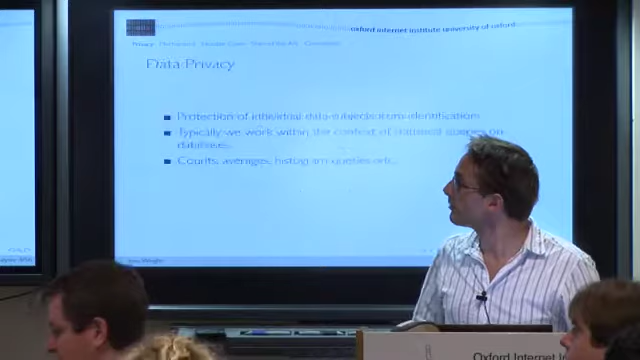 oxford internet institute university of oxford
Privacy
Data Privacy
Protection of individual data-subjects from identification
Typically we work within the context of statistical queries on
databases.
Counts, averages, histogram queries etc.
Oxford Internet